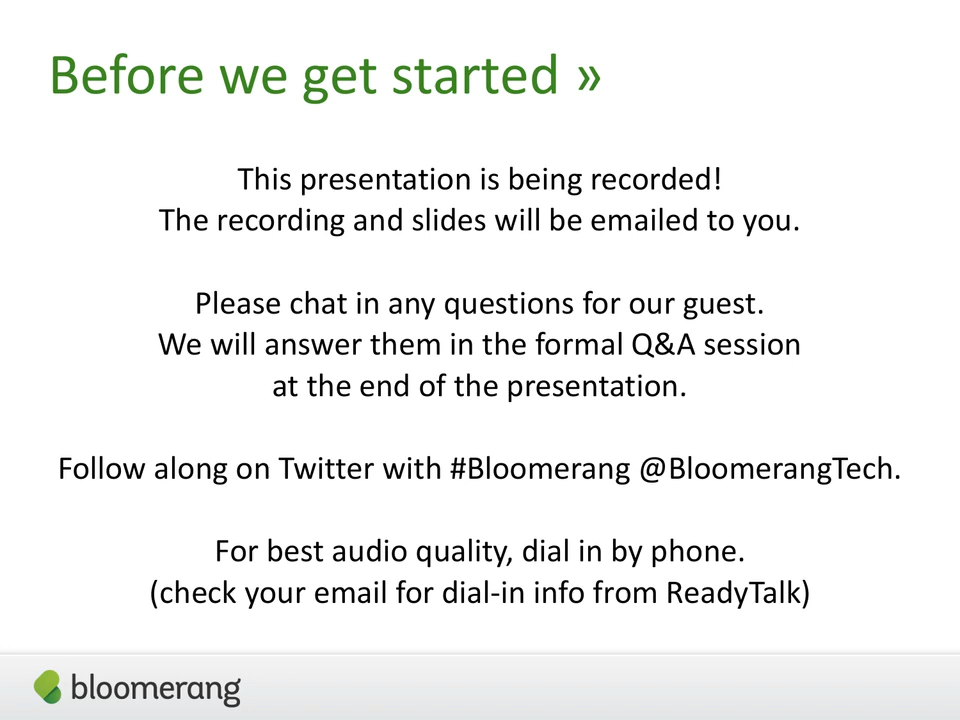 Before we get started »
This presentation is being recorded!
The recording and slides will be emailed to you.
Please chat in any questions for our guest.
We will answer them in the formal Q&A session
at the end of the presentation.
Follow along on Twitter with #Bloomerang @BloomerangTech.
For best audio quality, dial in by phone.
(check your email for dial-in info from ReadyTalk)
bloomerang